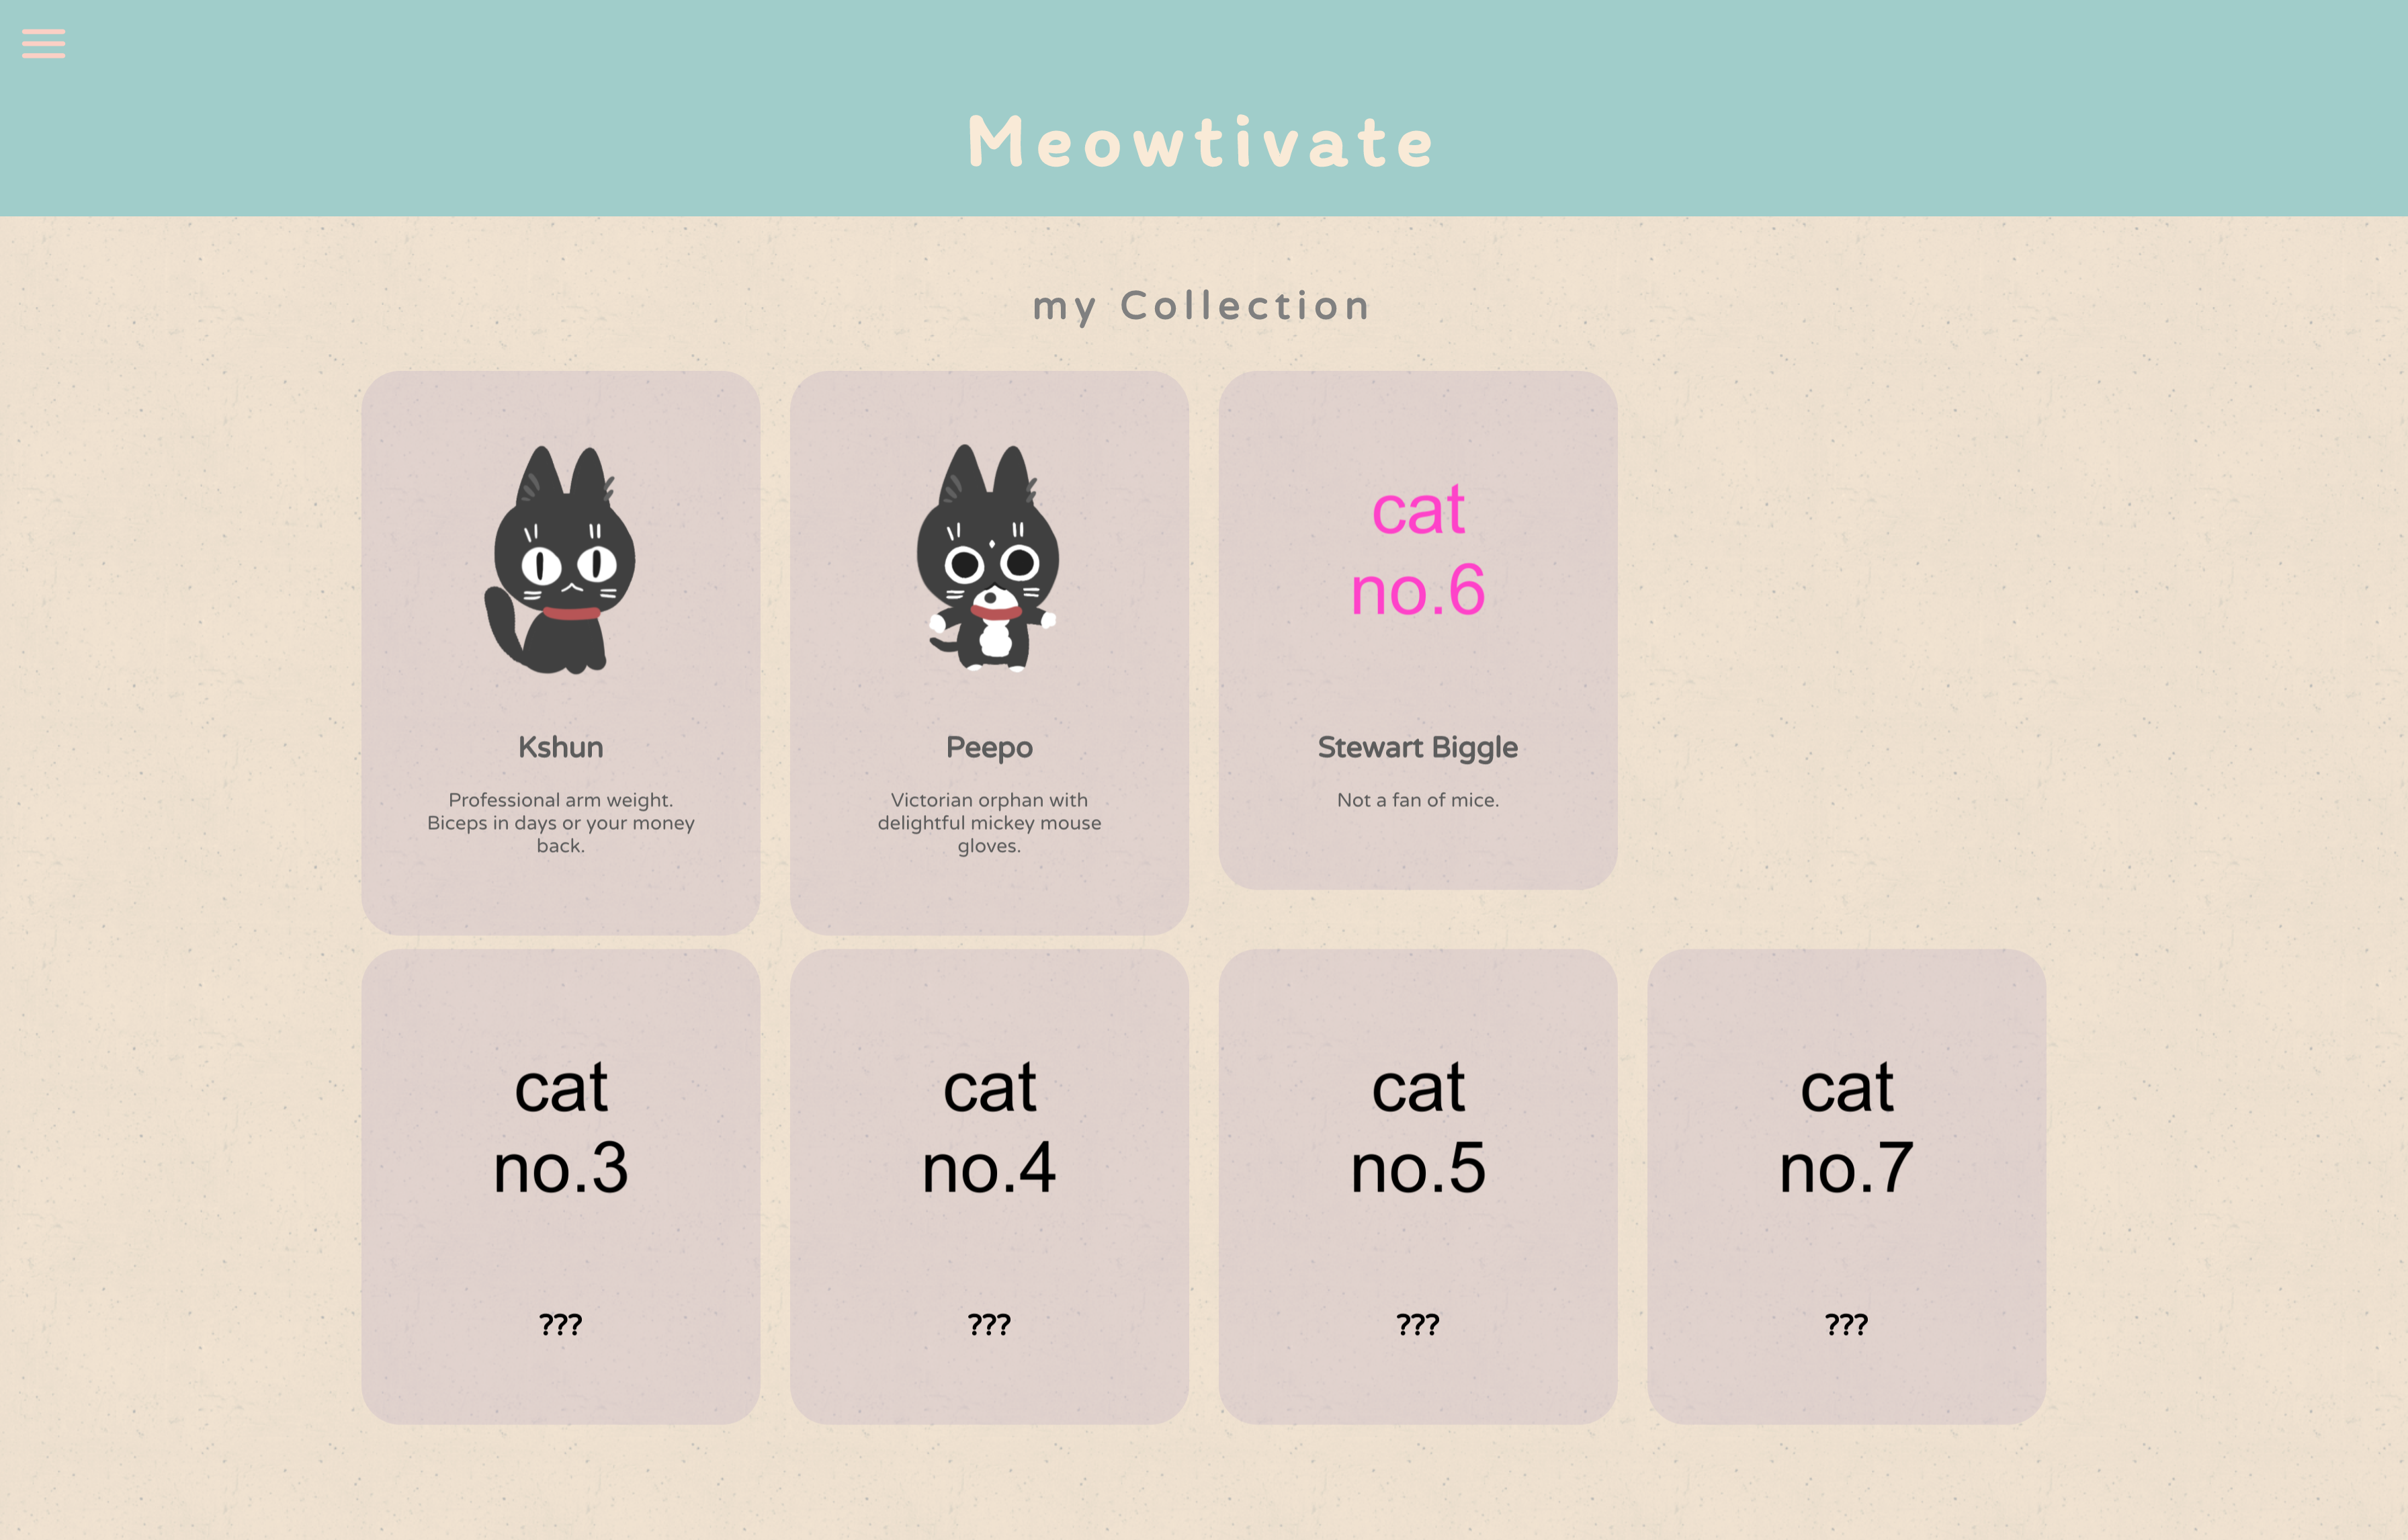 Meowtivate
my Collection
cat
no.6
Kshun
Professional arm weight.
Biceps in days or your money
back.
Peepo
Victorian orphan with
delightful mickey mouse
gloves.
Stewart Biggle
Not a fan of mice.
cat
no.3
???
cat
no.4
???
cat
no.5
???
cat
no.7
???